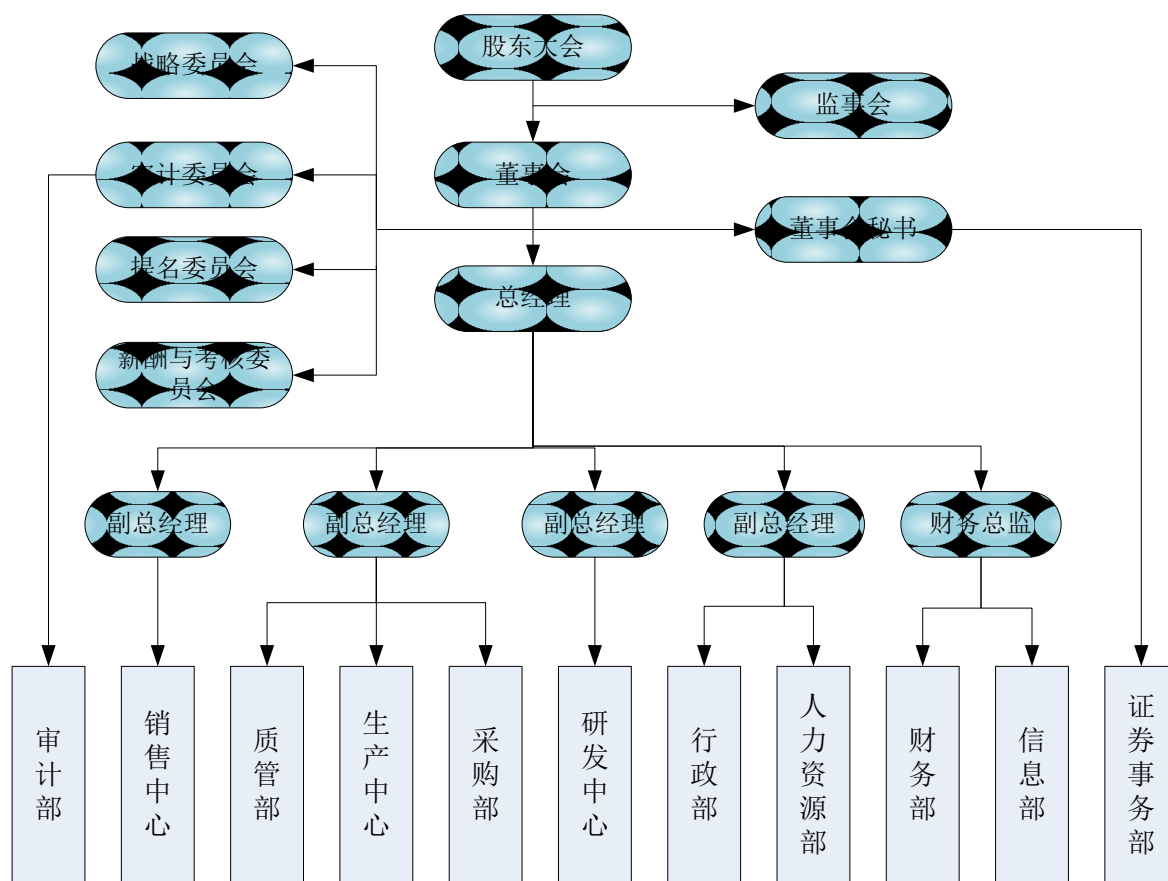 股东大会
战略委员会
监事会
审计委员会
董事会
董事会秘书
提名委员会
总经理
薪酬与考核委
员会
副总经理
副总经理
副总经理
副总经理
财务总监
审计部
销售中心
质管部
生产中心
采购部
研发中心
行政部
人力资源部
财务部
信息部
证券事务部